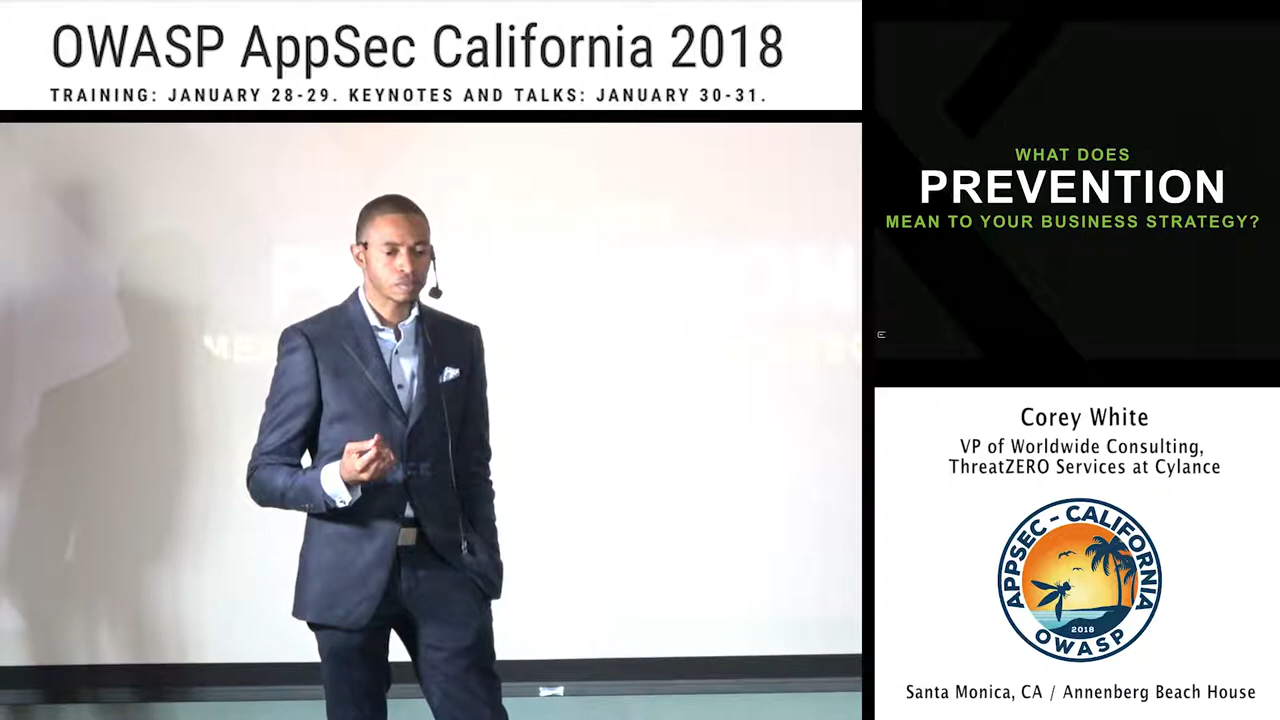 OWASP AppSec California 2018
TRAINING: JANUARY 28-29. KEYNOTES AND TALKS: JANUARY 30-31.
WHAT DOES
PREVENTION
MEAN TO YOUR BUSINESS STRATEGY?
Corey White
VP of Worldwide Consulting,
ThreatZERO Services at Cylance
APPSEC - CALIFORNIA
2018
OWASP
Santa Monica, CA / Annenberg Beach House